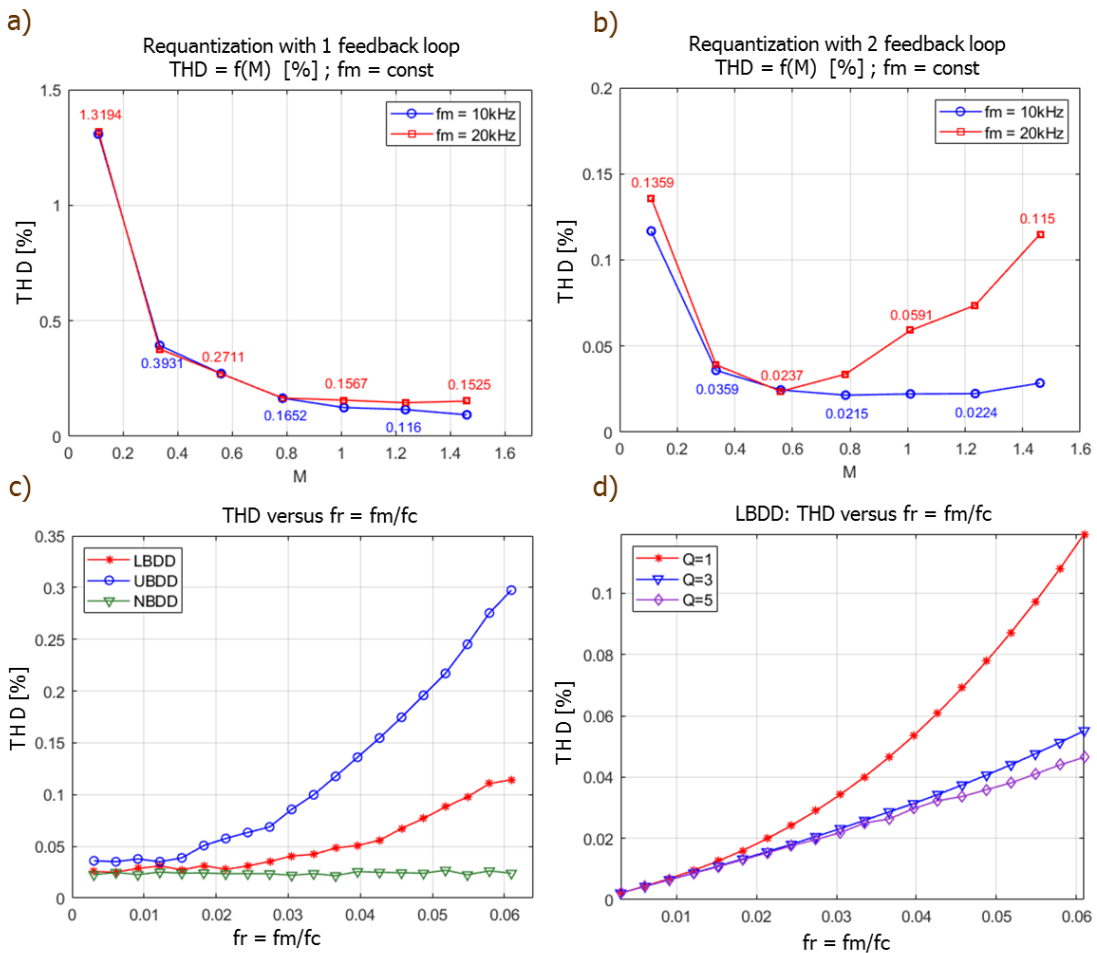 a)
Requantization with 1 feedback loop
THD = f(M) [%] ; fm = const
1.5
1
0.5
0
THD [%]
1.3194
0.3931
0.2711
0.1652
0.1567
0.116
0.1525
fm = 10kHz
fm = 20kHz
0 0.2 0.4 0.6 0.8 1 1.2 1.4 1.6
M
b)
Requantization with 2 feedback loop
THD = f(M) [%] ; fm = const
0.2
0.15
0.1
0.05
0
THD [%]
0.1359
0.0359
0.0237
0.0215
0.0591
0.0224
0.115
fm = 10kHz
fm = 20kHz
0 0.2 0.4 0.6 0.8 1 1.2 1.4 1.6
M
c)
THD versus fr = fm/fc
0.35
0.3
0.25
0.2
0.15
0.1
0.05
0
THD [%]
LBDD
UBDD
NBDD
0 0.01 0.02 0.03 0.04 0.05 0.06
fr = fm/fc
d)
LBDD: THD versus fr = fm/fc
0.1
0.08
0.06
0.04
0.02
0
THD [%]
Q=1
Q=3
Q=5
0.01 0.02 0.03 0.04 0.05 0.06
fr = fm/fc